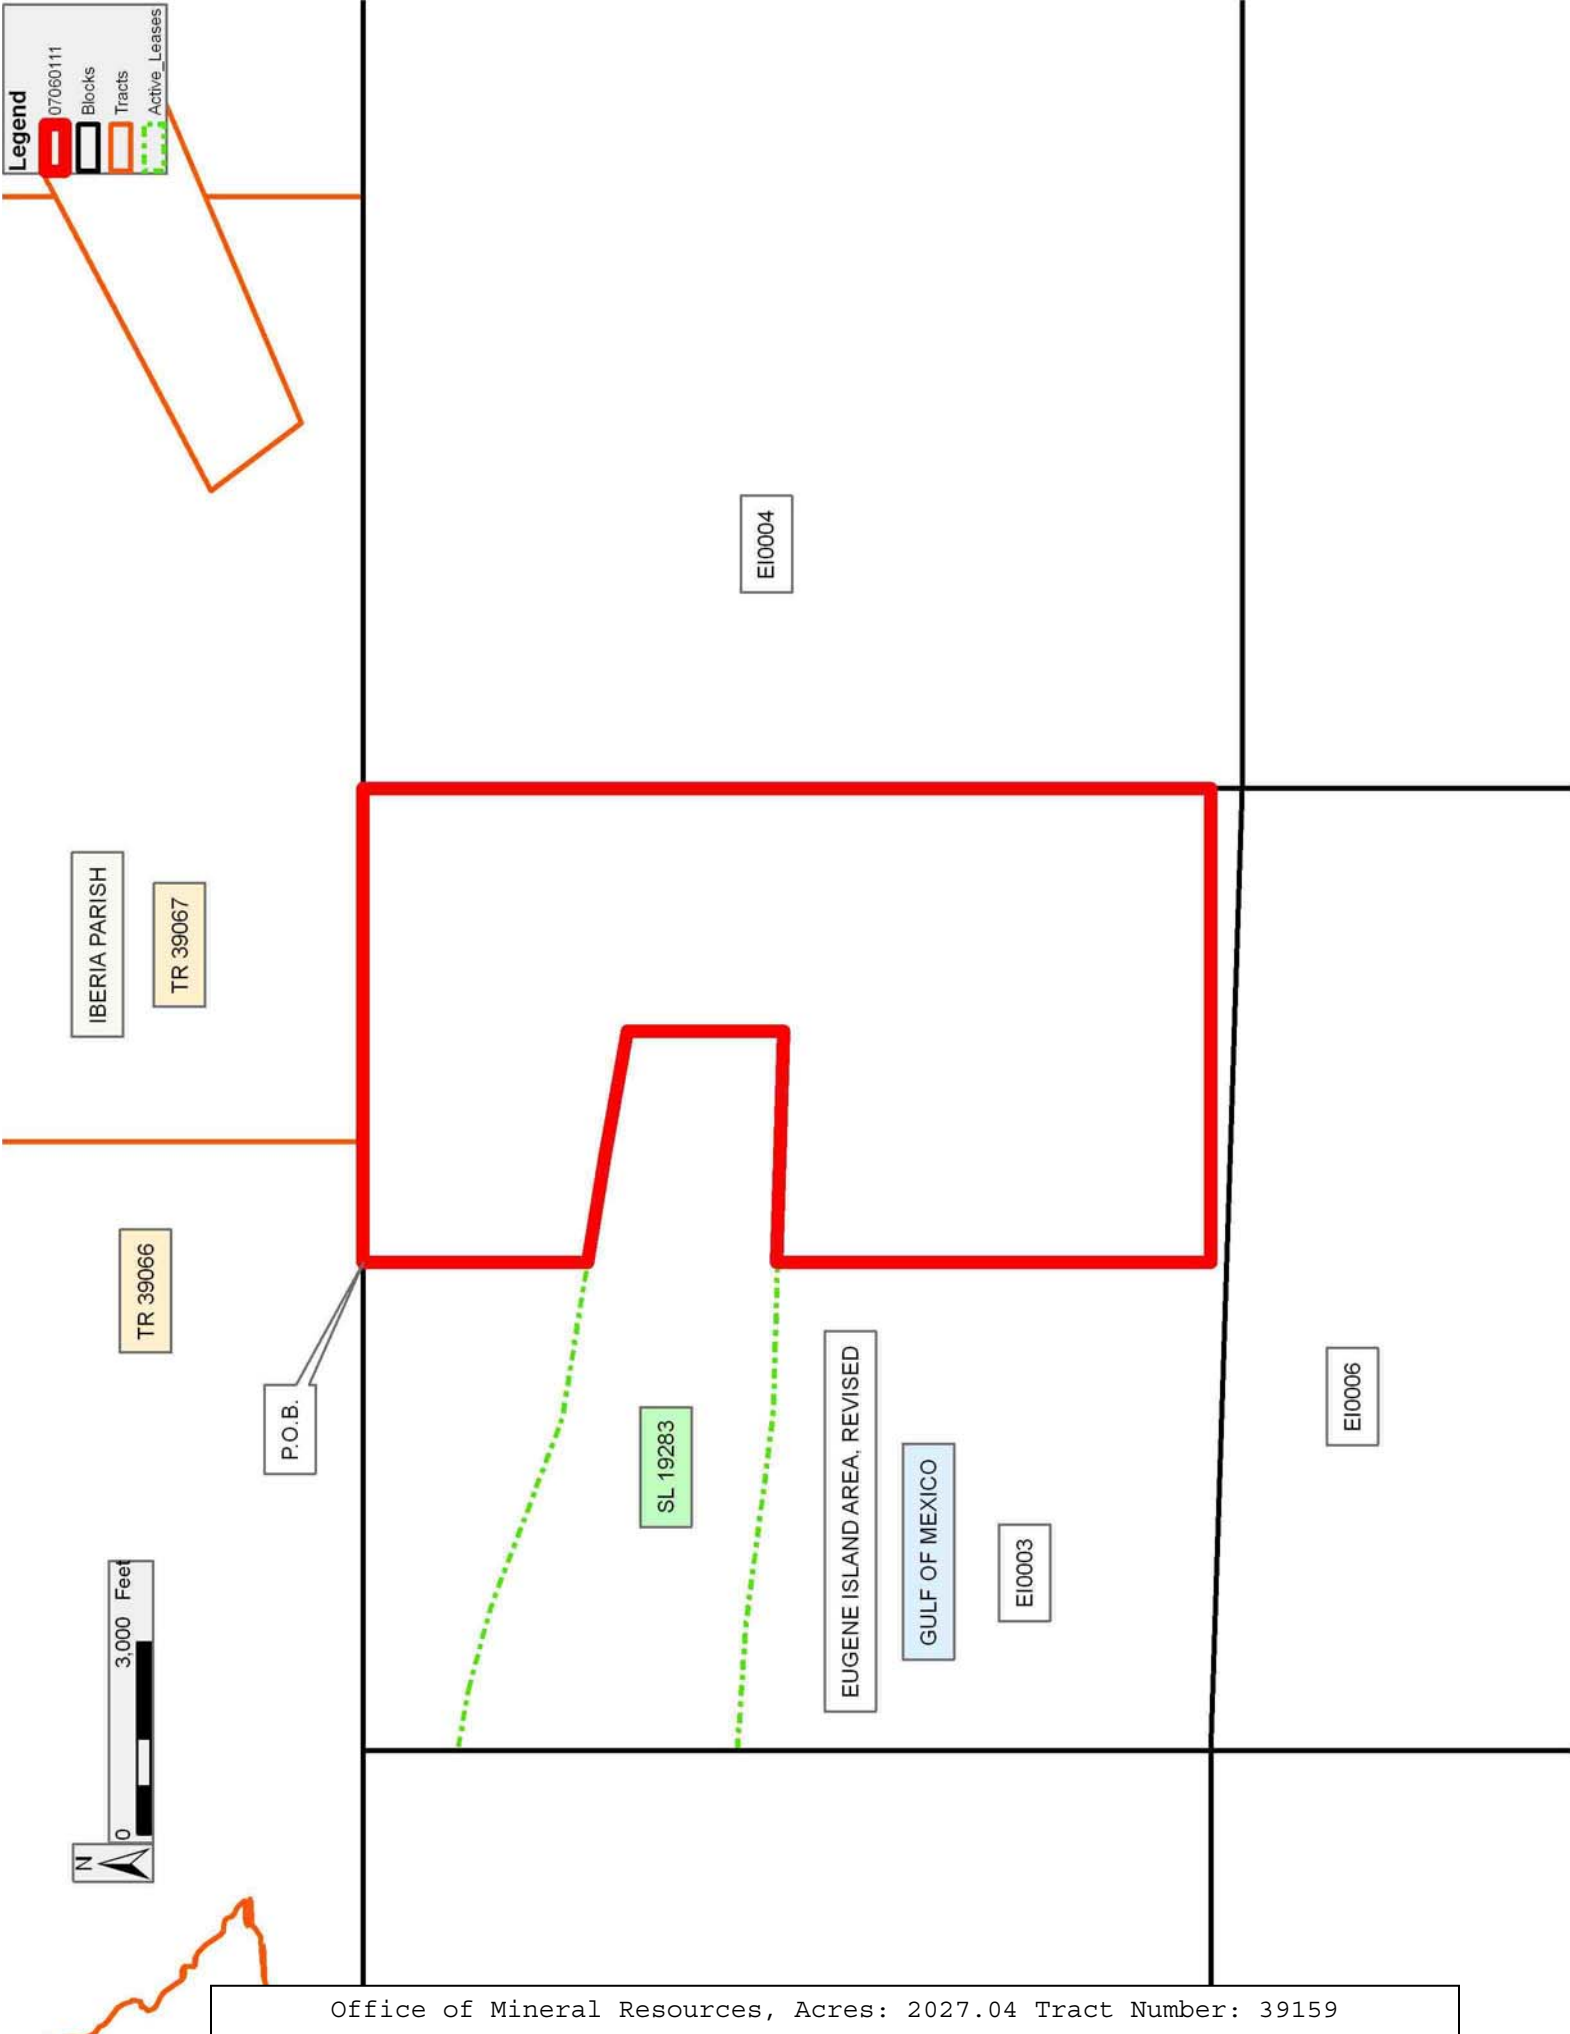 Legend
07060111
Blocks
Tracts
Active_Leases
IBERIA PARISH
TR 39067
TR 39066
P.O.B.
0 3,000 Feet
N
EI0004
SL 19283
EUGENE ISLAND AREA, REVISED
GULF OF MEXICO
EI0003
EI0006
Office of Mineral Resources, Acres: 2027.04 Tract Number: 39159